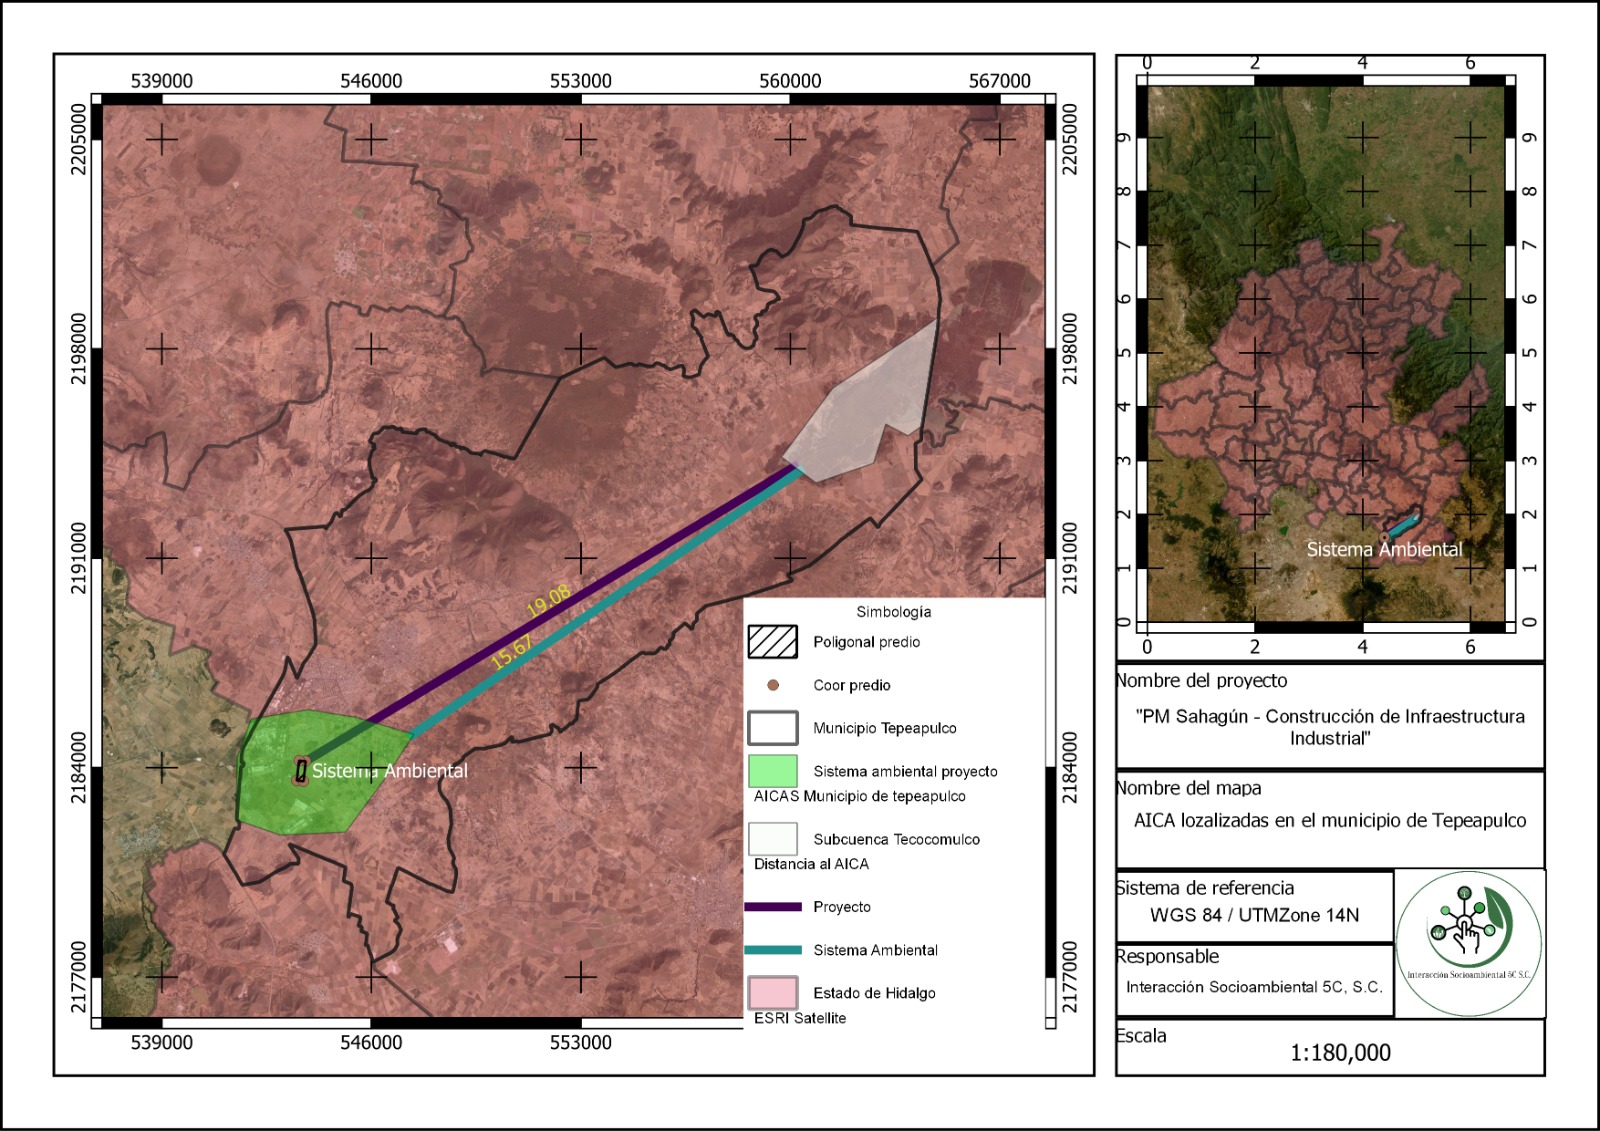 539000 546000 553000 560000 567000
2205000 2205000
2198000 2198000
2191000 2191000
2184000 2184000
2177000 2177000
19.08
15.67
Sistema Ambiental
539000 546000 553000
Simbología
Poligonal predio
Coor predio
Municipio Tepeapulco
Sistema ambiental proyecto
AICAS Municipio de tepeapulco
Subcuenca Tecocomulco
Distancia al AICA
Proyecto
Sistema Ambiental
Estado de Hidalgo
ESRI Satellite
0 2 4 6
9 9
8 8
7 7
6 6
5 5
4 4
3 3
2 2
Sistema Ambiental
1 1
0 0
0 2 4 6
Nombre del proyecto
"PM Sahagún - Construcción de Infraestructura
Industrial"
Nombre del mapa
AICA lozalizadas en el municipio de Tepeapulco
Sistema de referencia
WGS 84 / UTMZone 14N
Responsable
Interacción Socioambiental 5C, S.C.
Interacción Socioambiental 5C S.C.
Escala
1:180,000